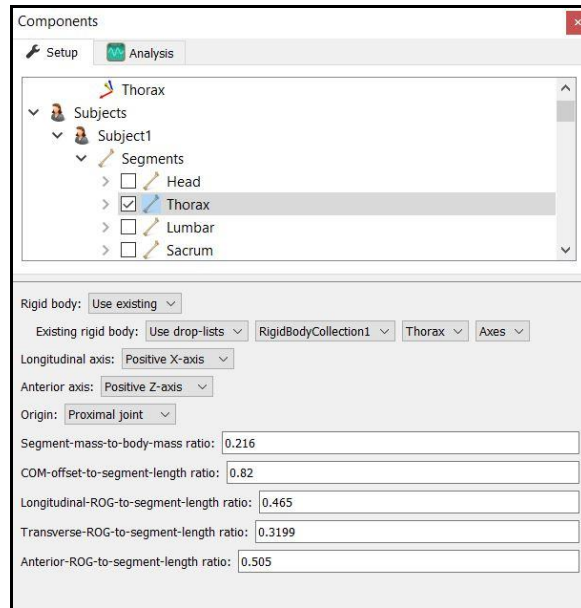 Components
Setup Analysis
Thorax
Subjects
Subject1
Segments
Head
Thorax
Lumbar
Sacrum
Rigid body: Use existing
Existing rigid body: Use drop-lists RigidBodyCollection1 Thorax Axes
Longitudinal axis: Positive X-axis
Anterior axis: Positive Z-axis
Origin: Proximal joint
Segment-mass-to-body-mass ratio: 0.216
COM-offset-to-segment-length ratio: 0.82
Longitudinal-ROG-to-segment-length ratio: 0.465
Transverse-ROG-to-segment-length ratio: 0.3199
Anterior-ROG-to-segment-length ratio: 0.505